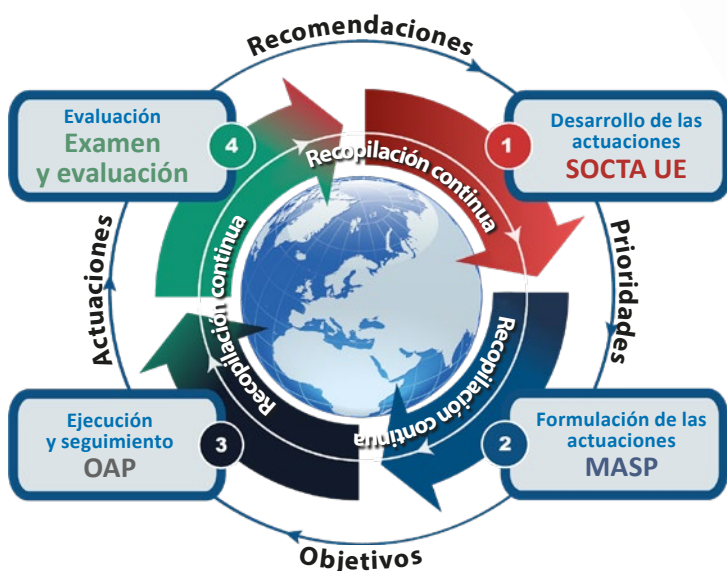 Recomendaciones
Evaluación
Examen
y evaluación
4
1
Desarrollo de las
actuaciones
SOCTA UE
Recopilación continua
Recopilación continua
Actuaciones
Prioridades
Recopilación continua
Recopilación continua
Ejecución
y seguimiento
OAP
3
2
Formulación de las
actuaciones
MASP
Objetivos